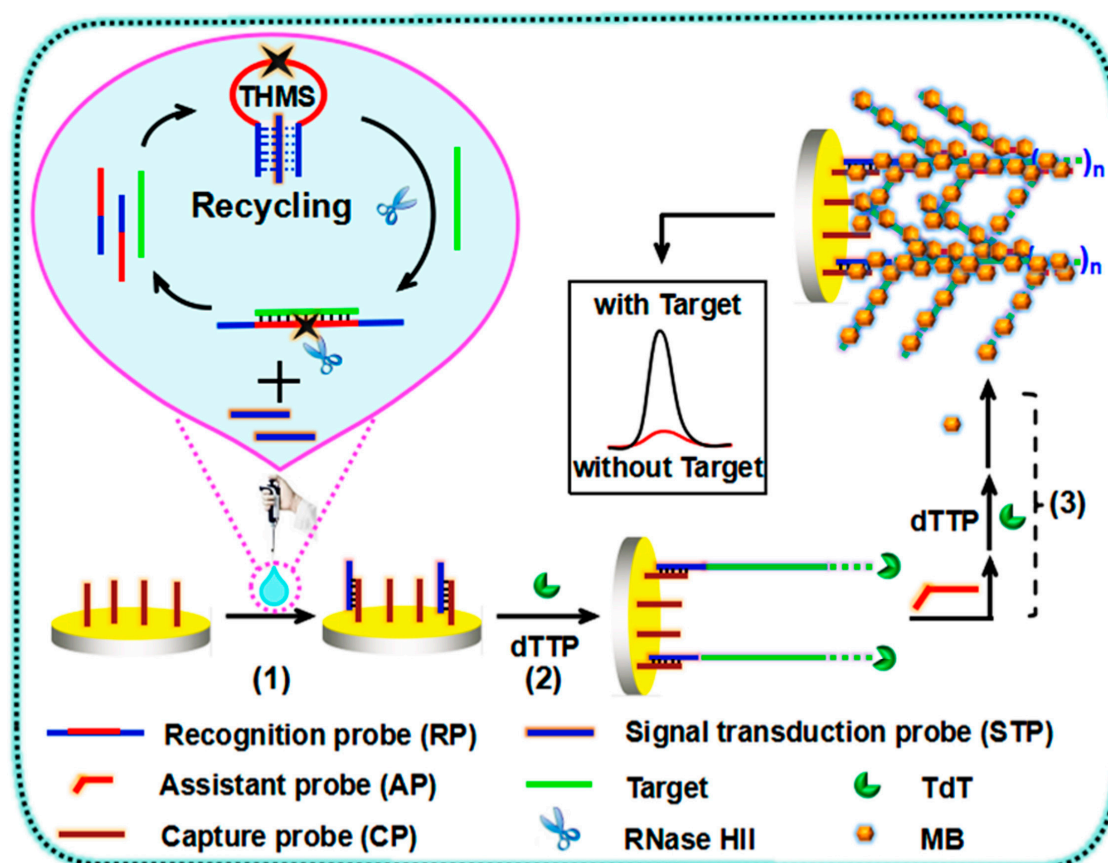 THMS
Recycling
)n
)n
with Target
without Target
dTTP
(3)
dTTP
(1)
(2)
Recognition probe (RP)
Signal transduction probe (STP)
Assistant probe (AP)
Target
TdT
Capture probe (CP)
RNase HII
MB